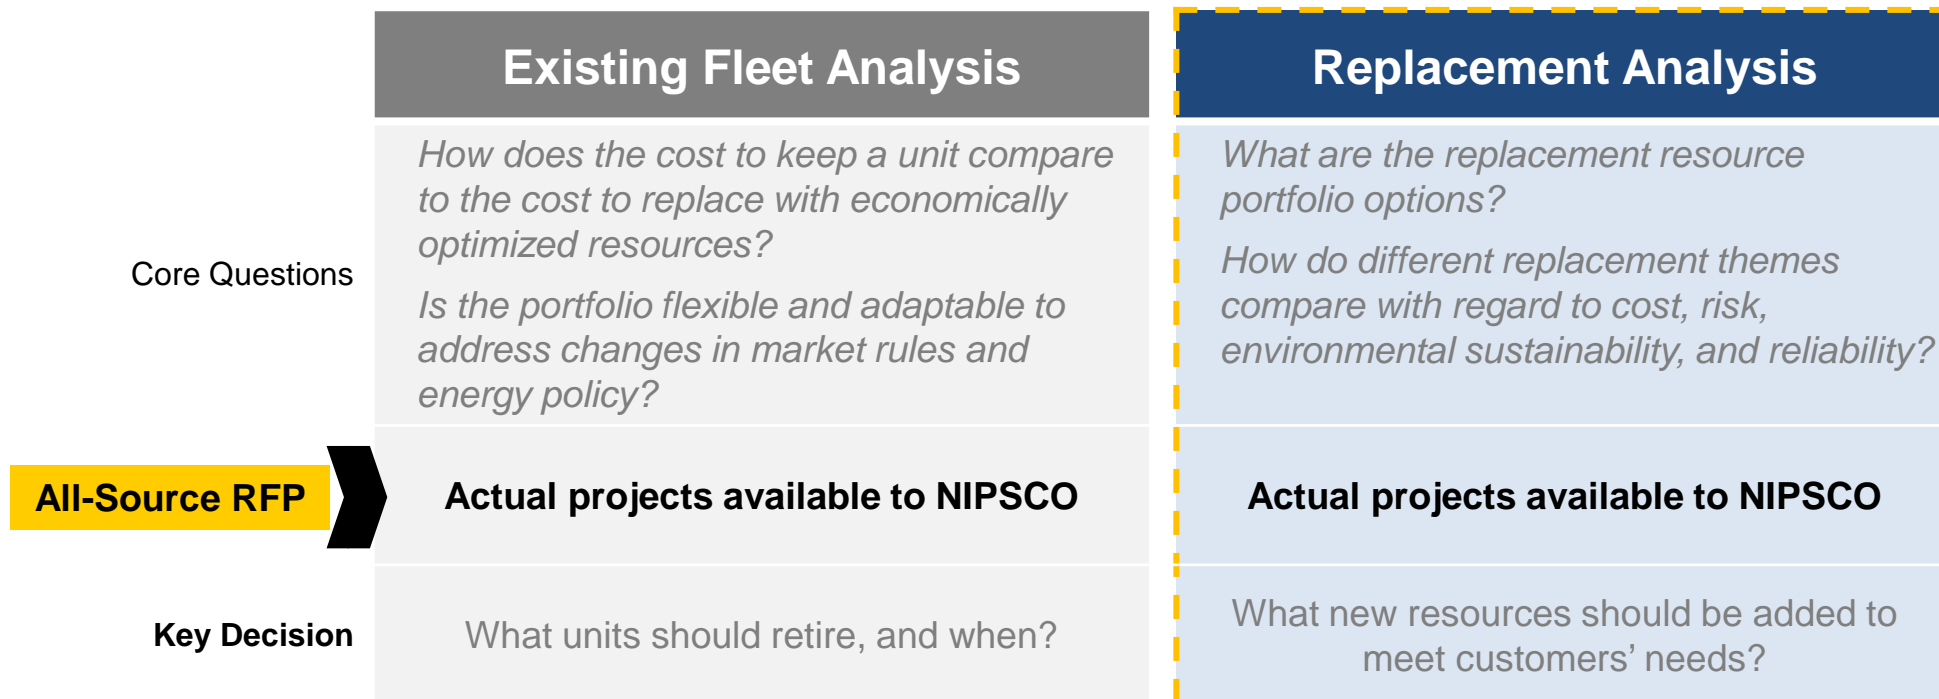 Existing Fleet Analysis
Replacement Analysis
Core Questions
How does the cost to keep a unit compare
to the cost to replace with economically
optimized resources?
Is the portfolio flexible and adaptable to
address changes in market rules and
energy policy?
What are the replacement resource
portfolio options?
How do different replacement themes
compare with regard to cost, risk,
environmental sustainability, and reliability?
All-Source RFP
Actual projects available to NIPSCO
Actual projects available to NIPSCO
Key Decision
What units should retire, and when?
What new resources should be added to
meet customers’ needs?